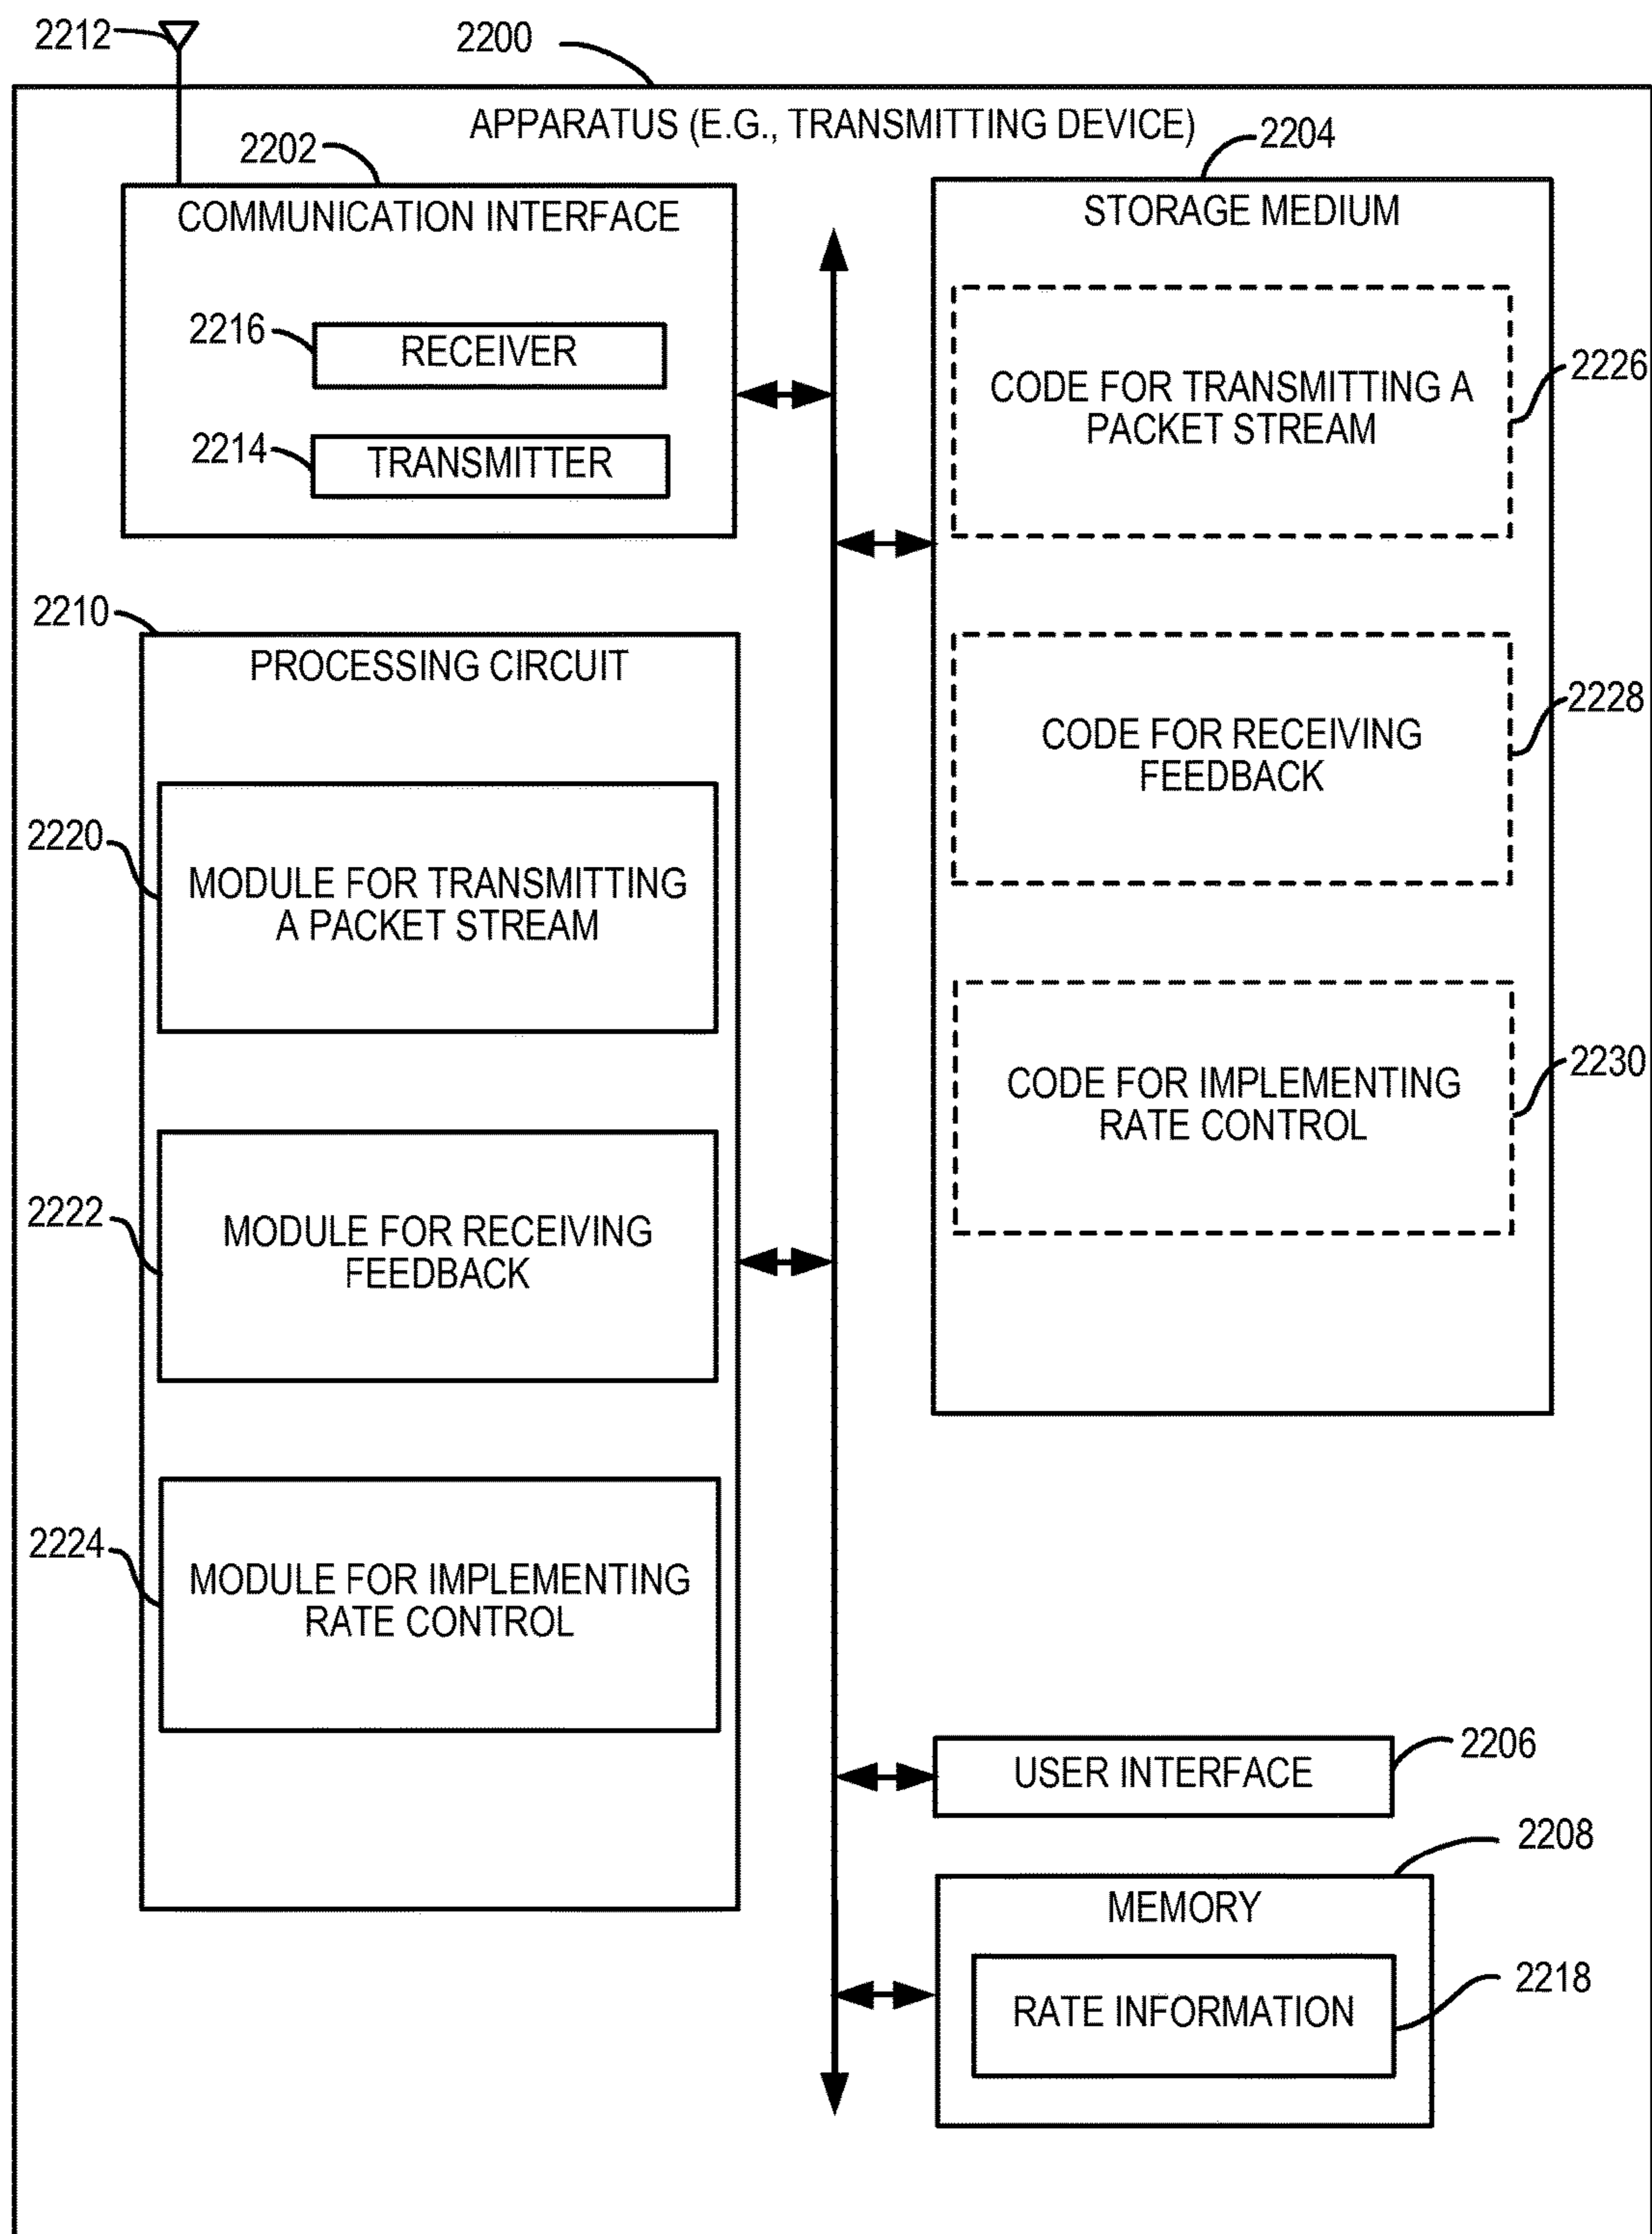 2212
2200
APPARATUS (E.G., TRANSMITTING DEVICE)
2202
COMMUNICATION INTERFACE
2216
RECEIVER
2214
TRANSMITTER
2210
PROCESSING CIRCUIT
2220
MODULE FOR TRANSMITTING
A PACKET STREAM
2222
MODULE FOR RECEIVING
FEEDBACK
2224
MODULE FOR IMPLEMENTING
RATE CONTROL
2204
STORAGE MEDIUM
CODE FOR TRANSMITTING A
PACKET STREAM
2226
CODE FOR RECEIVING
FEEDBACK
2228
CODE FOR IMPLEMENTING
RATE CONTROL
2230
USER INTERFACE
2206
2208
MEMORY
RATE INFORMATION
2218